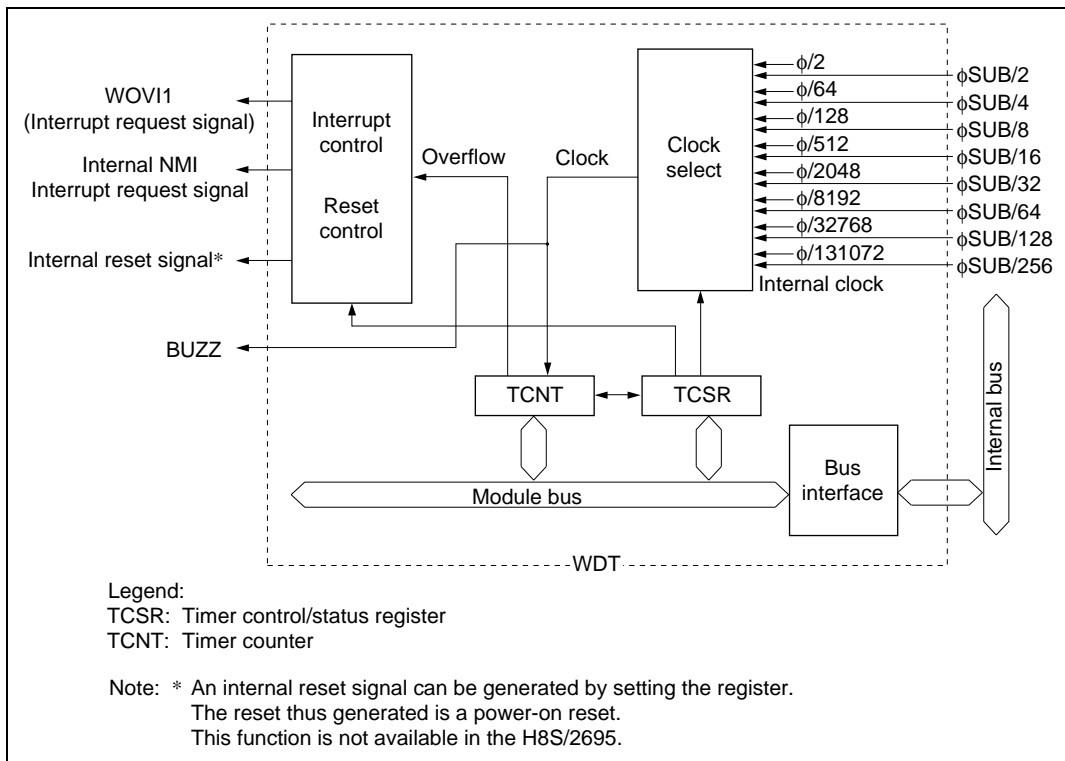 WOVI1
(Interrupt request signal)
Internal NMI
Interrupt request signal
Internal reset signal*
BUZZ
Interrupt
control
Reset
control
Overflow
Clock
Clock
select
ϕ/2
ϕ/64
ϕ/128
ϕ/512
ϕ/2048
ϕ/8192
ϕ/32768
ϕ/131072
Internal clock
ϕSUB/2
ϕSUB/4
ϕSUB/8
ϕSUB/16
ϕSUB/32
ϕSUB/64
ϕSUB/128
ϕSUB/256
TCNT
TCSR
Module bus
Bus
interface
Internal bus
WDT
Legend:
TCSR: Timer control/status register
TCNT: Timer counter
Note: * An internal reset signal can be generated by setting the register.
The reset thus generated is a power-on reset.
This function is not available in the H8S/2695.